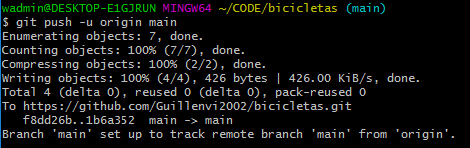 wadmin@DESKTOP-E1GJRUN MINGW64 ~/CODE/bicicletas (main)
$ git push -u origin main
Enumerating objects: 7, done.
Counting objects: 100% (7/7), done.
Compressing objects: 100% (2/2), done.
Writing objects: 100% (4/4), 426 bytes | 426.00 KiB/s, done.
Total 4 (delta 0), reused 0 (delta 0), pack-reused 0
To https://github.com/Guillenvi2002/bicicletas.git
   f8dd26b..1b6a352  main -> main
Branch 'main' set up to track remote branch 'main' from 'origin'.